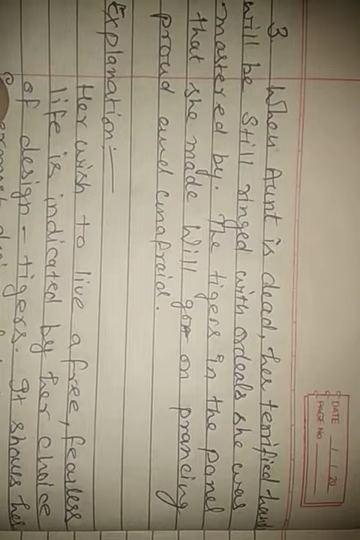 DATE / / 20
PAGE No.
3. When Aunt is dead, her terrified hand
will be still ringed with ordeals she was
mastered by. The tigers in the panel
that she made will go on prancing
proud and unafraid.
Explanation:-
Her wish to live a free, fearless
life is indicated by her choice
of design - tigers. It shows her